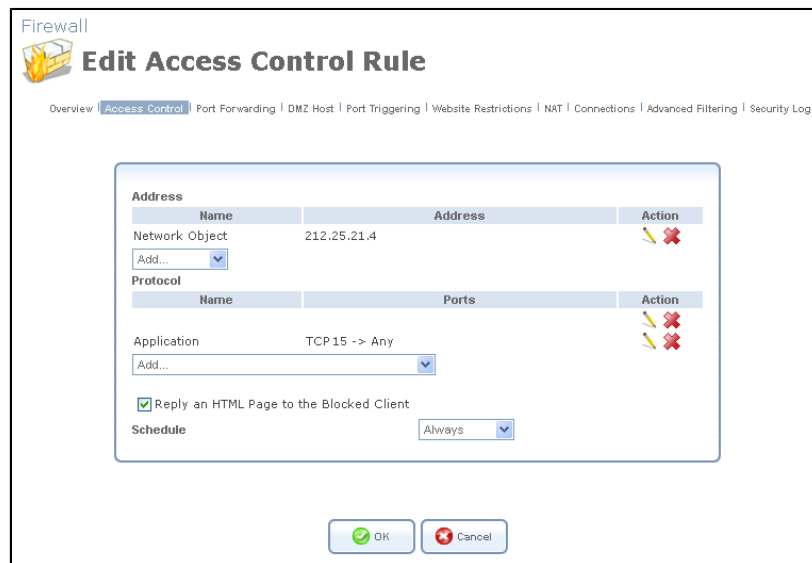 Firewall
Edit Access Control Rule
Overview | Access Control | Port Forwarding | DMZ Host | Port Triggering | Website Restrictions | NAT | Connections | Advanced Filtering | Security Log
Address
Name Address Action
Network Object 212.25.21.4
Add...
Protocol
Name Ports Action
Application TCP 15 -> Any
Add...
Reply an HTML Page to the Blocked Client
Schedule Always
OK Cancel